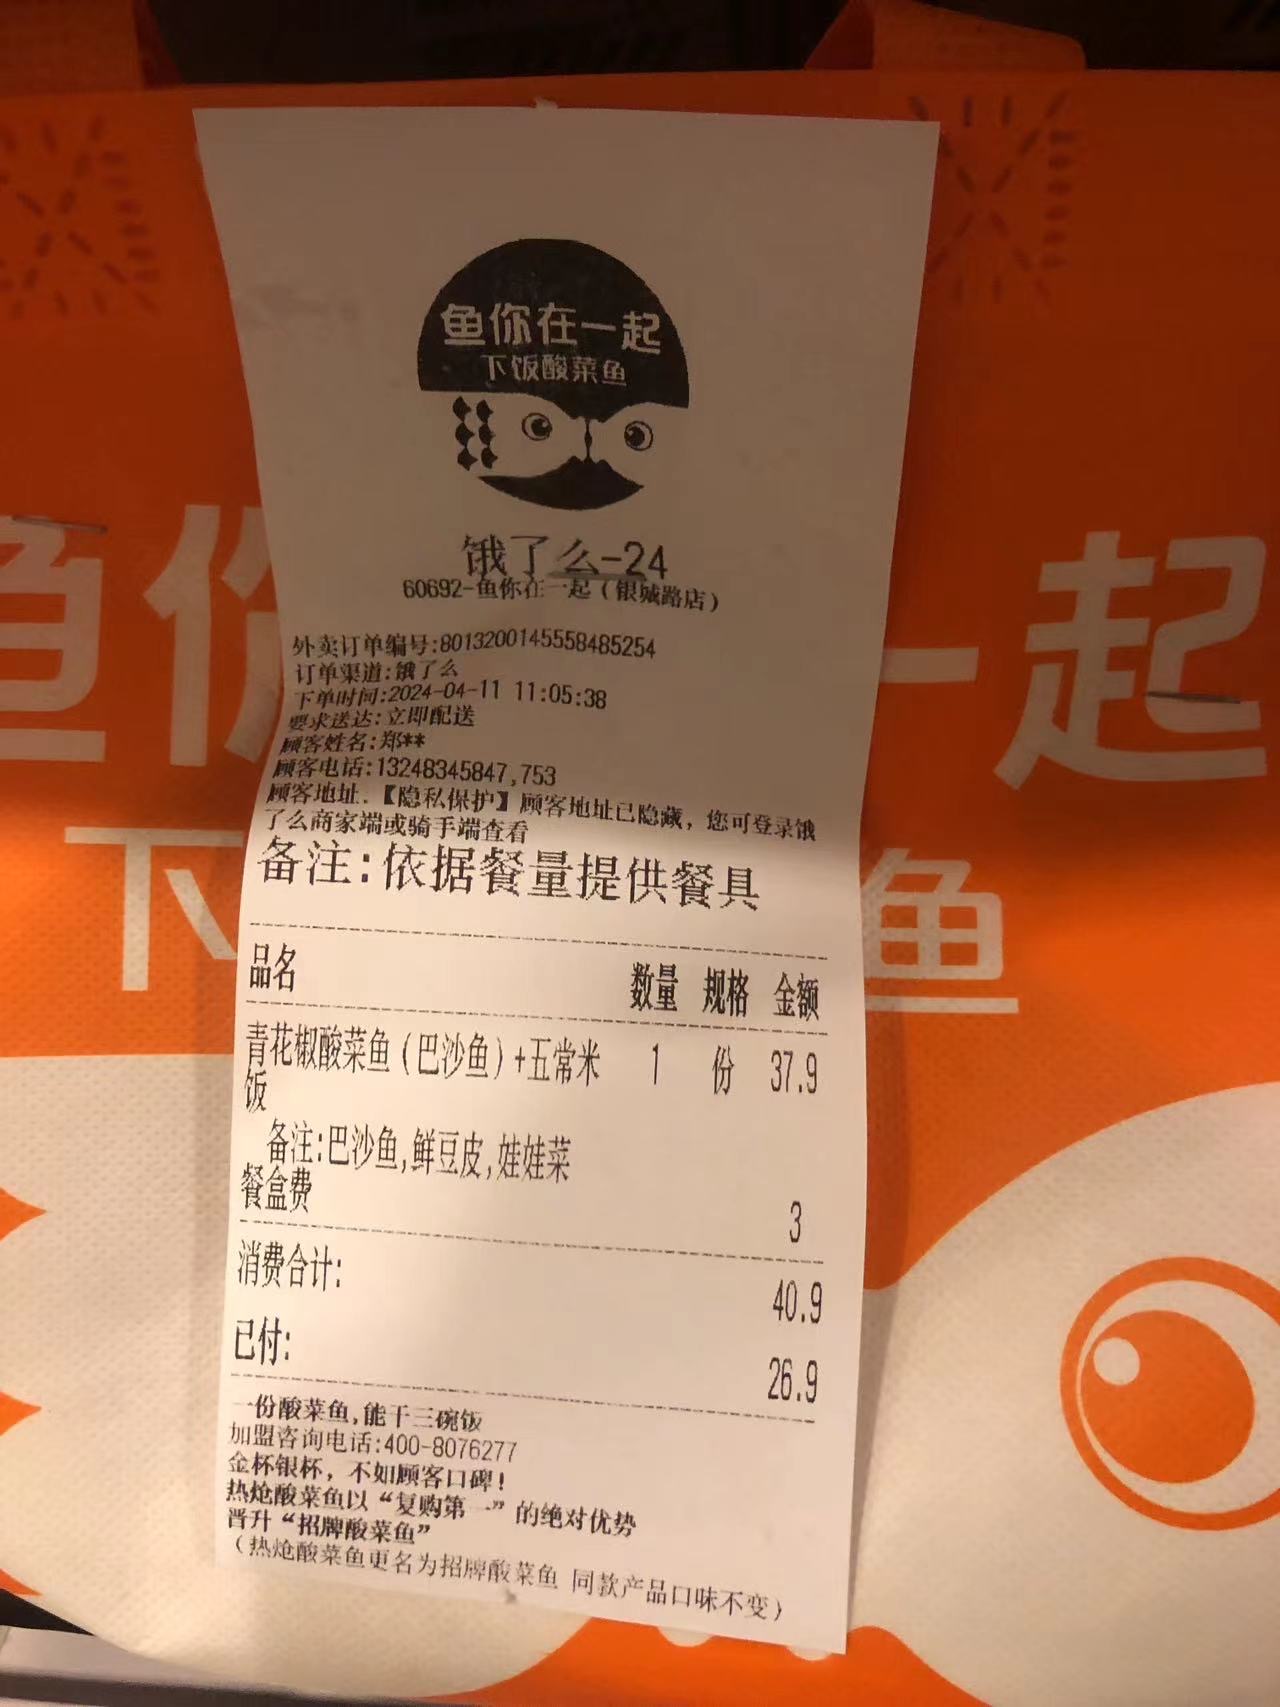 鱼你在一起
下饭酸菜鱼
饿了么-24
60692-鱼你在一起(银城路店)
外卖订单编号:8013200145558485254
订单渠道:饿了么
下单时间:2024-04-11 11:05:38
要求送达:立即配送
顾客姓名:郑**
顾客电话:13248345847,753
顾客地址.【隐私保护】顾客地址已隐藏，您可登录饿
了么商家端或骑手端查看
备注:依据餐量提供餐具
品名 数量 规格 金额
青花椒酸菜鱼(巴沙鱼)+五常米 1 份 37.9
饭
备注:巴沙鱼,鲜豆皮,娃娃菜
餐盒费 3
消费合计: 40.9
已付: 26.9
一份酸菜鱼,能干三碗饭
加盟咨询电话:400-8076277
金杯银杯，不如顾客口碑!
热炝酸菜鱼以“复购第一”的绝对优势
晋升“招牌酸菜鱼”
(热炝酸菜鱼更名为招牌酸菜鱼 同款产品口味不变)
鱼你 一起
下 鱼